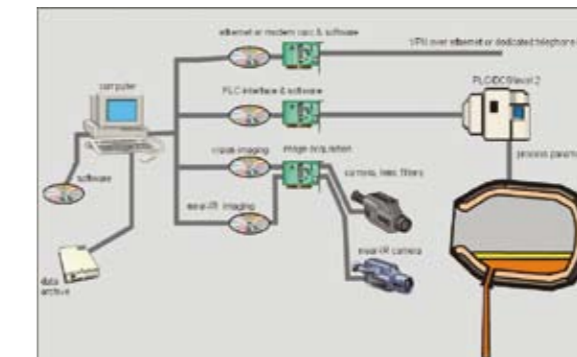 ethernet or modem card & software
VPN over ethernet or dedicated telephone
computer
PLC/DCS/level 2
PLC interface & software
visible imaging
image acquisition
process param
camera, lens, filters
software
near-IR imaging
near-IR camera
data
archive